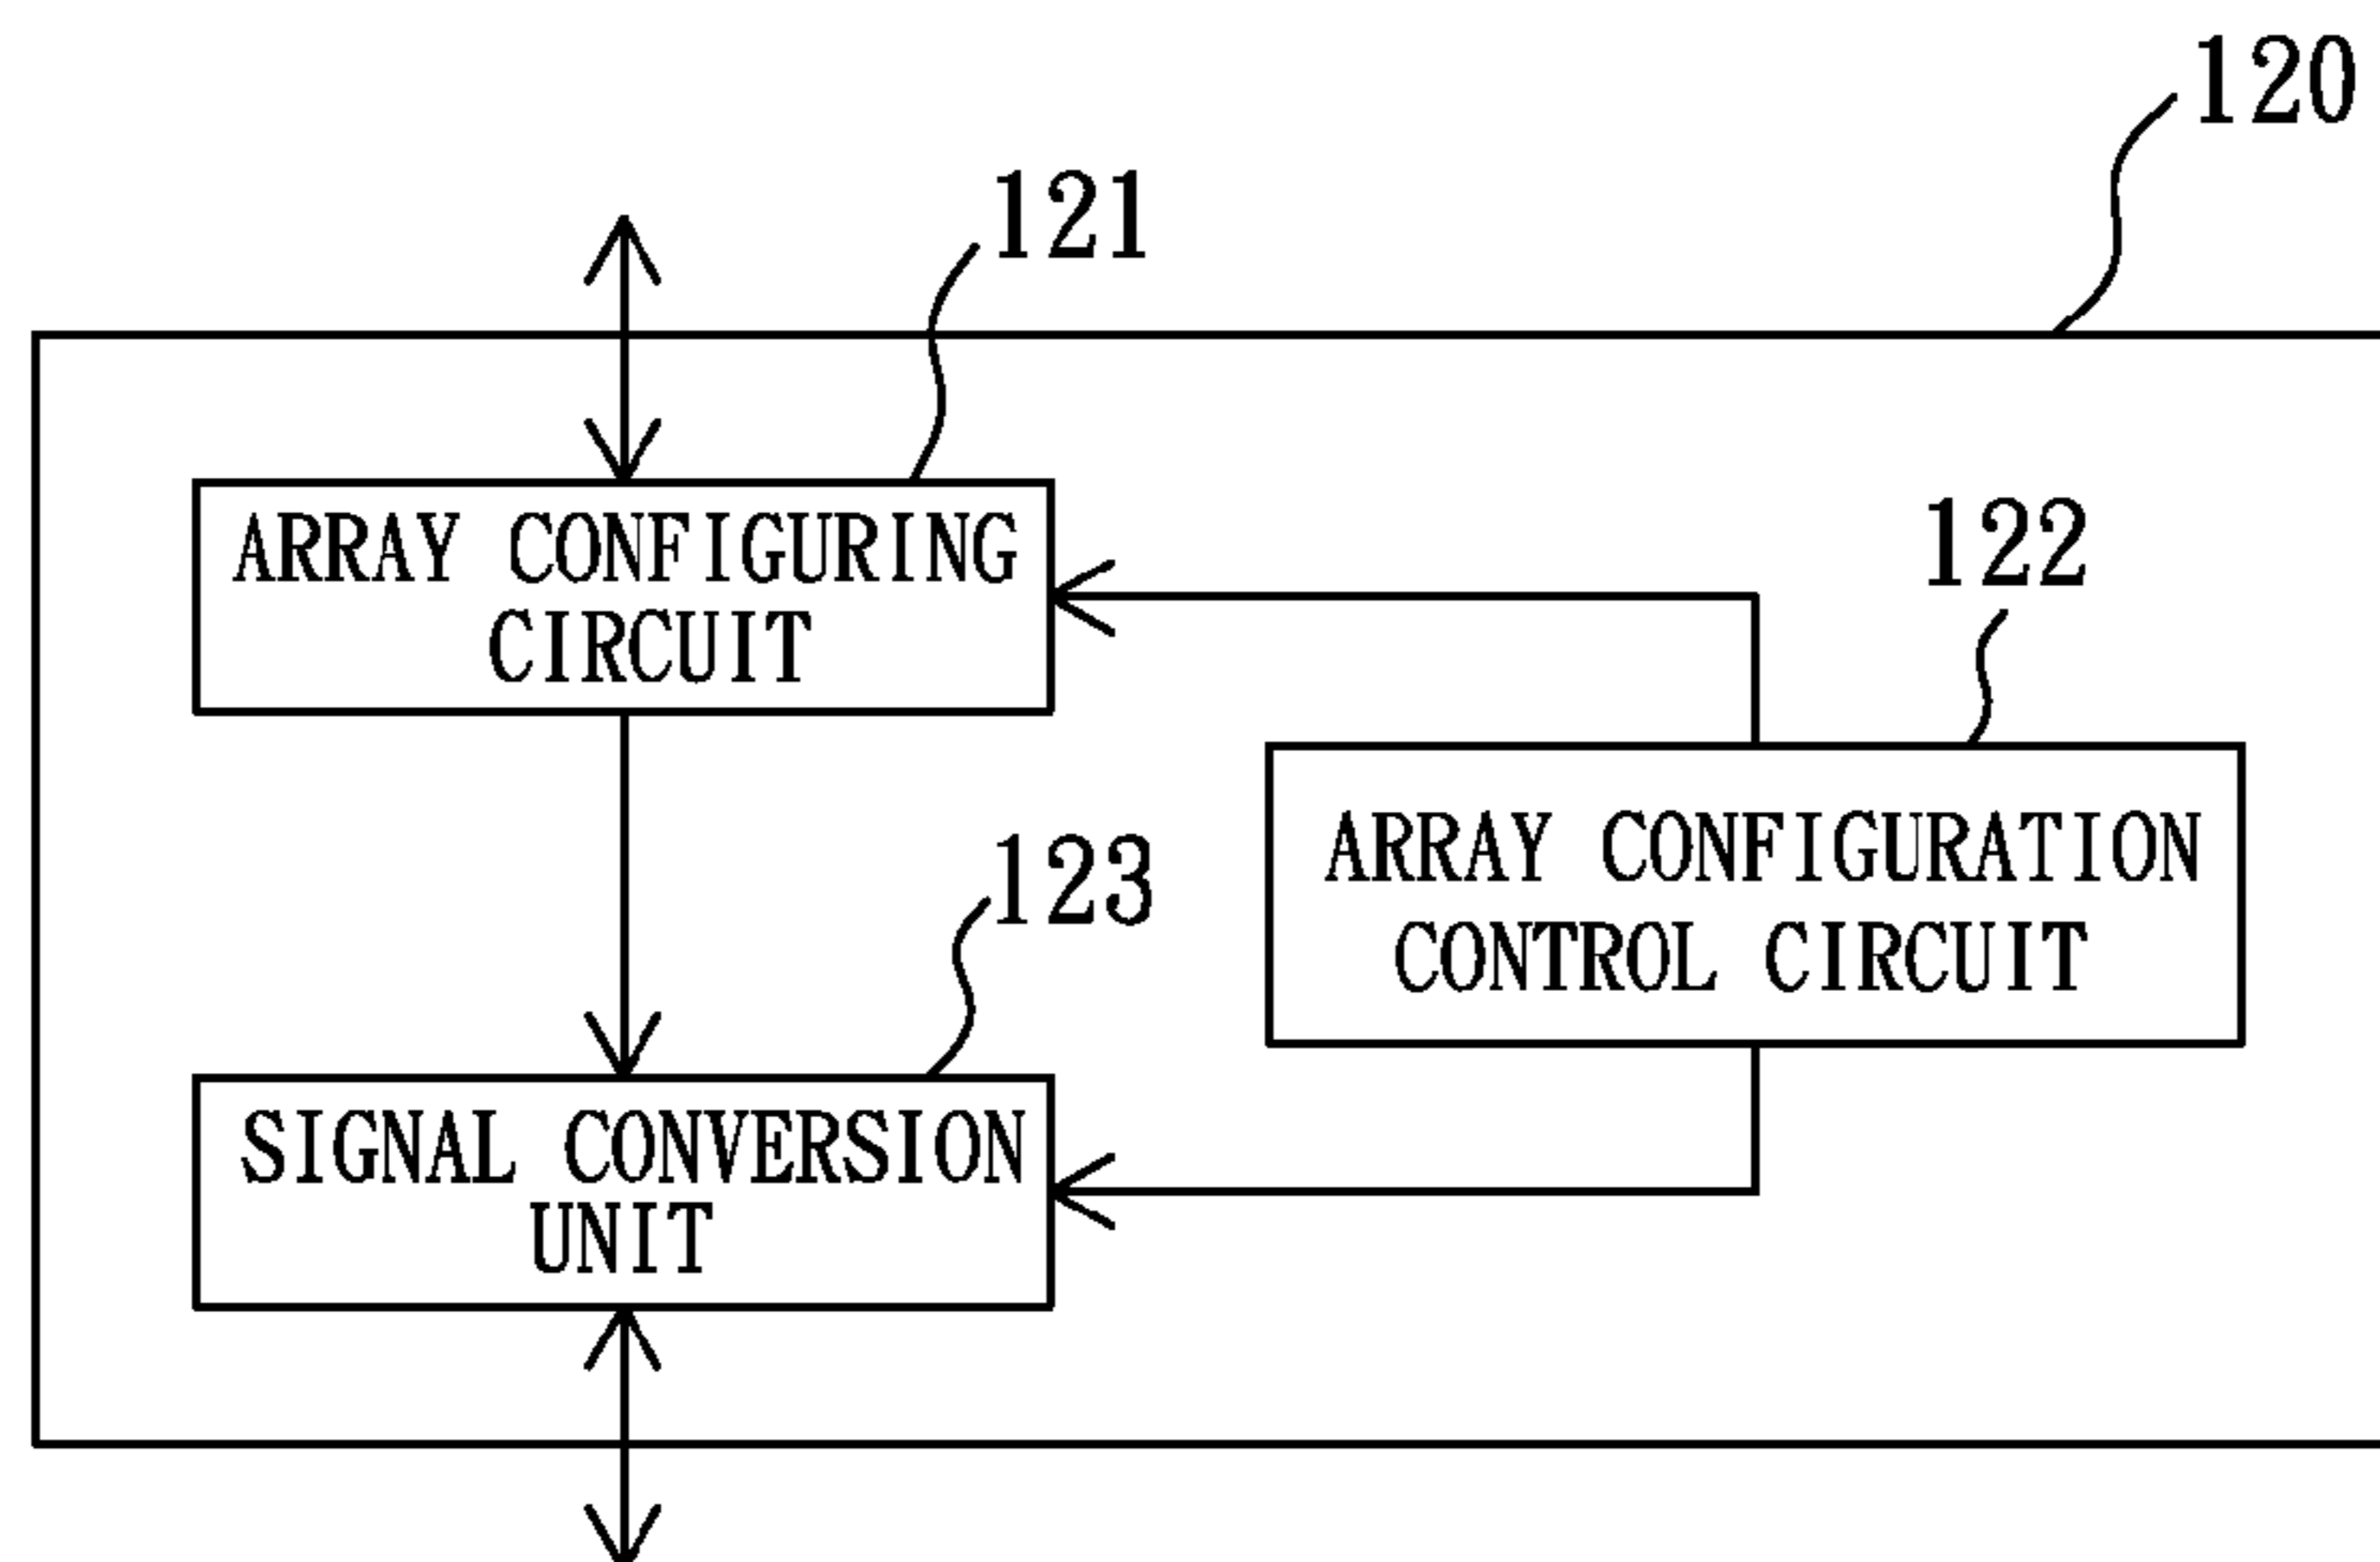 120
121
ARRAY CONFIGURING
CIRCUIT
122
ARRAY CONFIGURATION
CONTROL CIRCUIT
123
SIGNAL CONVERSION
UNIT